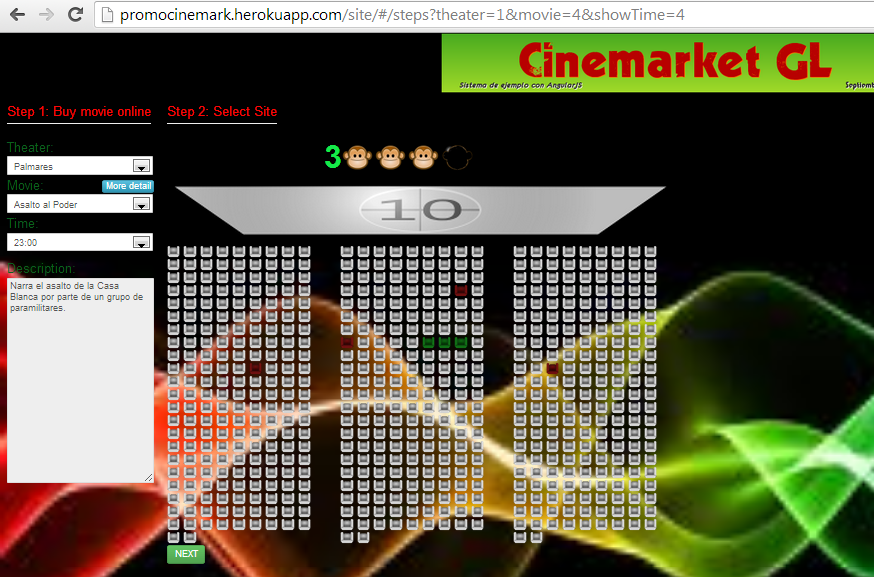 promocinemark.herokuapp.com/site/#/steps?theater=1&movie=4&showTime=4
Cinemarket GL
Sistema de ejemplo con AngularJS
Step 1: Buy movie online
Step 2: Select Site
Theater:
Palmares
Movie:
More detail
Asalto al Poder
Time:
23:00
Description:
Narra el asalto de la Casa
Blanca por parte de un grupo de
paramilitares.
3
10
NEXT